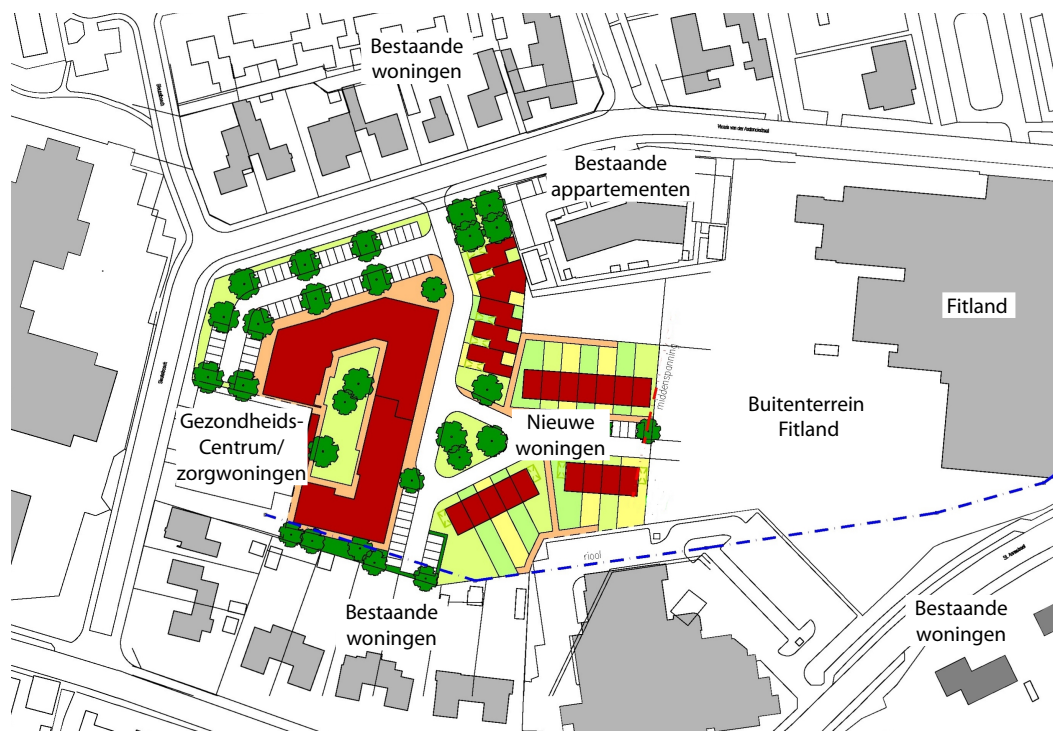 Bestaande
woningen
Bestaande
appartementen
Fitland
middenspanning
Buitenterrein
Fitland
Gezondheids-
Centrum/
zorgwoningen
Nieuwe
woningen
riool
Bestaande
woningen
Bestaande
woningen